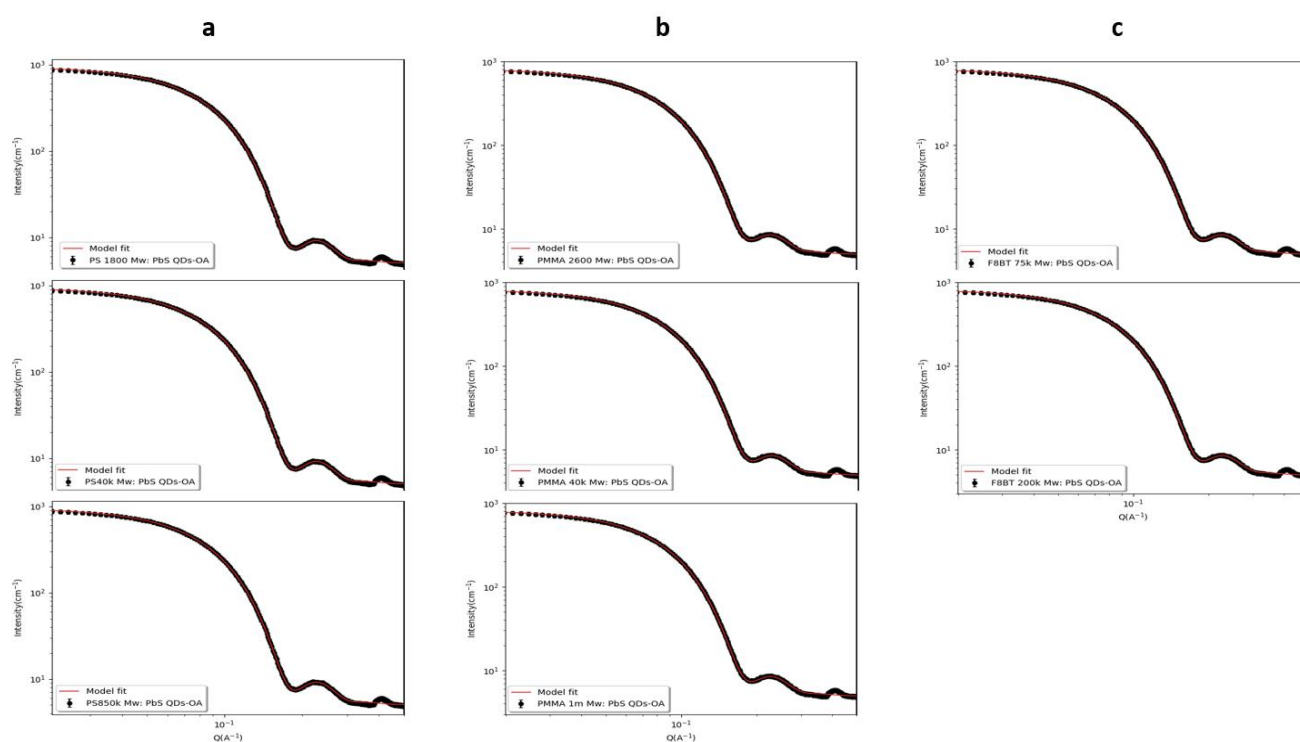 a
b
c
10³
10²
10¹
Intensity(cm⁻¹)
Model fit
PS 1800 Mw: PbS QDs-OA
10³
10²
10¹
Intensity(cm⁻¹)
Model fit
PMMA 2600 Mw: PbS QDs-OA
10³
10²
10¹
Intensity(cm⁻¹)
Model fit
F8BT 75k Mw: PbS QDs-OA
10³
10²
10¹
Intensity(cm⁻¹)
Model fit
PS40k Mw: PbS QDs-OA
10³
10²
10¹
Intensity(cm⁻¹)
Model fit
PMMA 40k Mw: PbS QDs-OA
10³
10²
10¹
Intensity(cm⁻¹)
Model fit
F8BT 200k Mw: PbS QDs-OA
10⁻¹
Q(A⁻¹)
10³
10²
10¹
Intensity(cm⁻¹)
Model fit
PS850k Mw: PbS QDs-OA
10⁻¹
Q(A⁻¹)
10³
10²
10¹
Intensity(cm⁻¹)
Model fit
PMMA 1m Mw: PbS QDs-OA
10⁻¹
Q(A⁻¹)